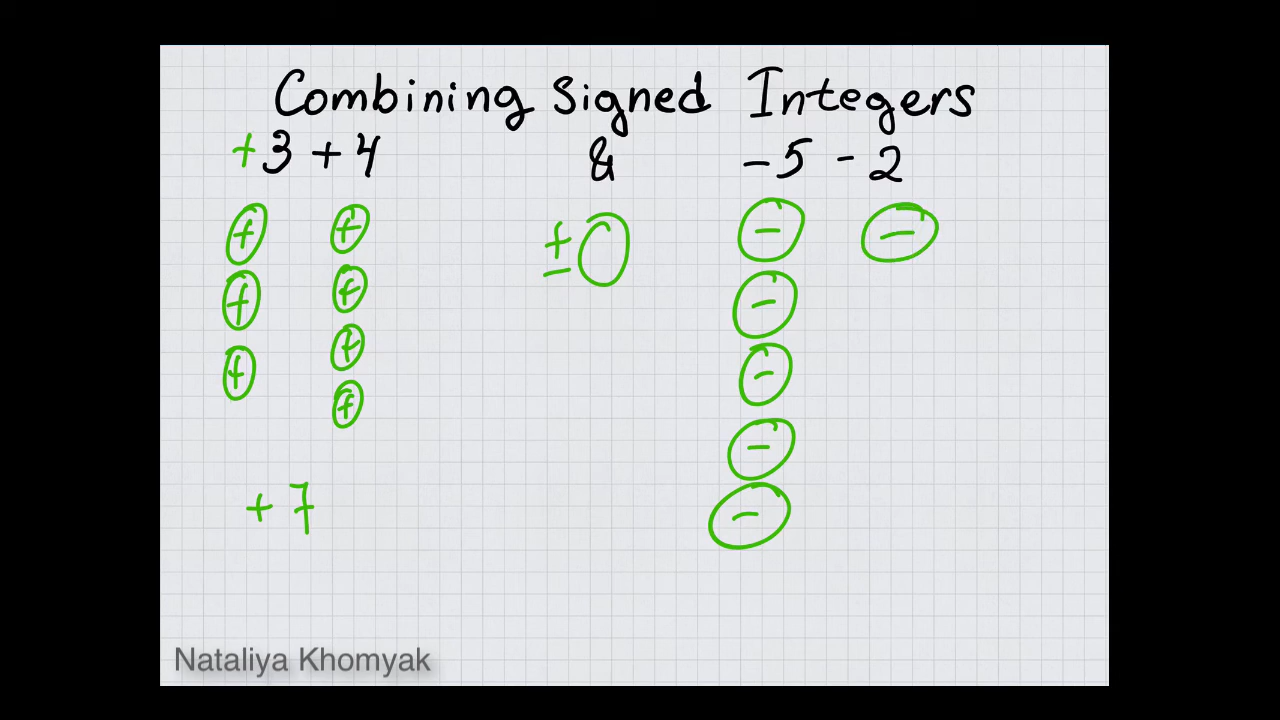 Combining Signed Integers
+3 + 4 & -5 - 2
+ + ± 0 - -
+ + -
+ + -
+ -
+7 -
Nataliya Khomyak